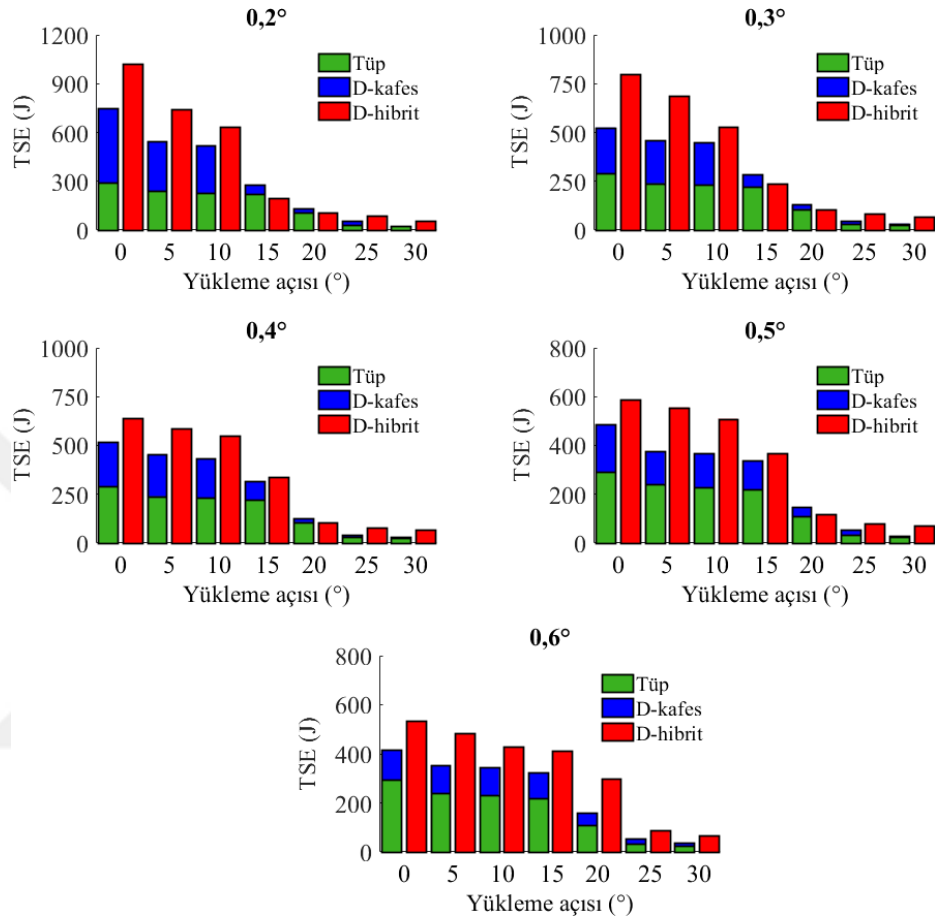 0,2°
1200
900
600
300
0
TSE (J)
Tüp
D-kafes
D-hibrit
0 5 10 15 20 25 30
Yükleme açısı (°)
0,3°
1000
750
500
250
0
TSE (J)
Tüp
D-kafes
D-hibrit
0 5 10 15 20 25 30
Yükleme açısı (°)
0,4°
1000
750
500
250
0
TSE (J)
Tüp
D-kafes
D-hibrit
0 5 10 15 20 25 30
Yükleme açısı (°)
0,5°
800
600
400
200
0
TSE (J)
Tüp
D-kafes
D-hibrit
0 5 10 15 20 25 30
Yükleme açısı (°)
0,6°
800
600
400
200
0
TSE (J)
Tüp
D-kafes
D-hibrit
0 5 10 15 20 25 30
Yükleme açısı (°)